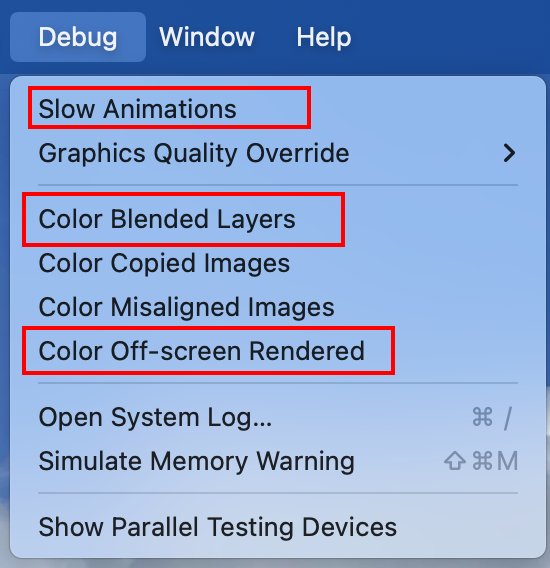 Debug Window Help
Slow Animations
Graphics Quality Override
Color Blended Layers
Color Copied Images
Color Misaligned Images
Color Off-screen Rendered
Open System Log... ⌘ /
Simulate Memory Warning ⇧⌘M
Show Parallel Testing Devices